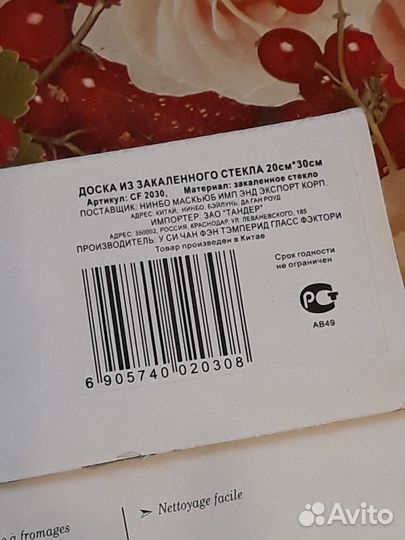 ДОСКА ИЗ ЗАКАЛЕННОГО СТЕКЛА 20см*30см
Артикул: CF 2030, Материал: закаленное стекло
ПОСТАВЩИК: НИНБО МАСКЬЮБ ИМП ЭНД ЭКСПОРТ КОРП.
АДРЕС: КИТАЙ, НИНБО, БЭЙЛУНЬ, ДА ГАН РОУД
ИМПОРТЕР: ЗАО "ТАНДЕР"
АДРЕС: 350002, РОССИЯ, КРАСНОДАР, УЛ. ЛЕВАНЕВСКОГО, 185
ПРОИЗВОДИТЕЛЬ: У СИ ЧАН ФЭН ТЭМПЕРИД ГЛАСС ФЭКТОРИ
Товар произведен в Китае
Срок годности
не ограничен
РСТ
АВ49
6 905740 020308
➢ Nettoyage facile
à fromages
Avito